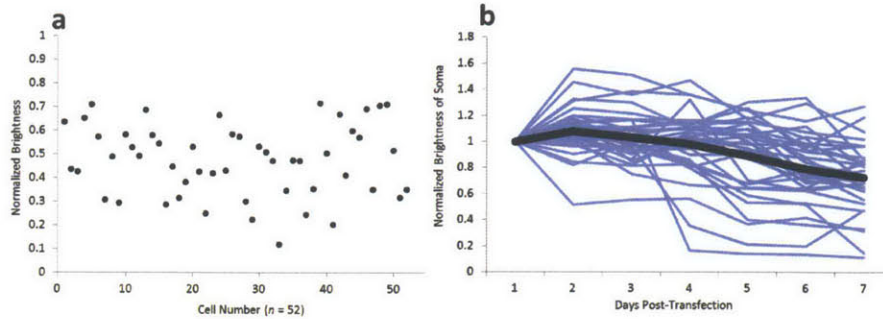 a
Normalized Brightness
1
0.9
0.8
0.7
0.6
0.5
0.4
0.3
0.2
0.1
0
0 10 20 30 40 50
Cell Number (n = 52)
b
Normalized Brightness of Soma
1.8
1.6
1.4
1.2
1
0.8
0.6
0.4
0.2
0
1 2 3 4 5 6 7
Days Post-Transfection